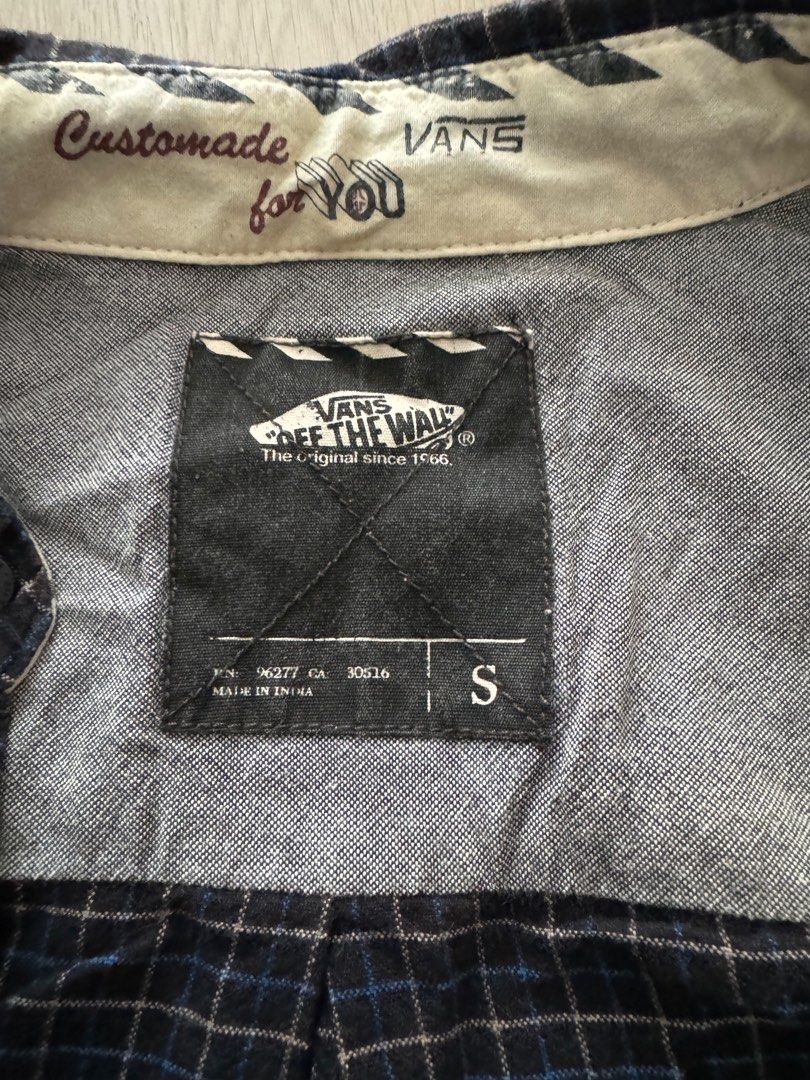 Customade VANS
for YOU
VANS
"OFF THE WALL" ®
The original since 1966.
RN: 96277 CA 30516
MADE IN INDIA
S